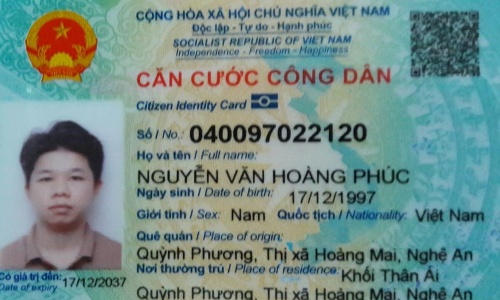 CỘNG HÒA XÃ HỘI CHỦ NGHĨA VIỆT NAM
Độc lập - Tự do - Hạnh phúc
SOCIALIST REPUBLIC OF VIET NAM
Independence - Freedom - Happiness
CĂN CƯỚC CÔNG DÂN
Citizen Identity Card
Số / No.: 040097022120
Họ và tên / Full name:
NGUYỄN VĂN HOÀNG PHÚC
Ngày sinh / Date of birth: 17/12/1997
Giới tính / Sex: Nam Quốc tịch / Nationality: Việt Nam
Quê quán / Place of origin:
Quỳnh Phương, Thị xã Hoàng Mai, Nghệ An
Nơi thường trú / Place of residence: Khối Thân Ái
Quỳnh Phương, Thị xã Hoàng Mai, Nghệ An
Có giá trị đến: 17/12/2037
Date of expiry